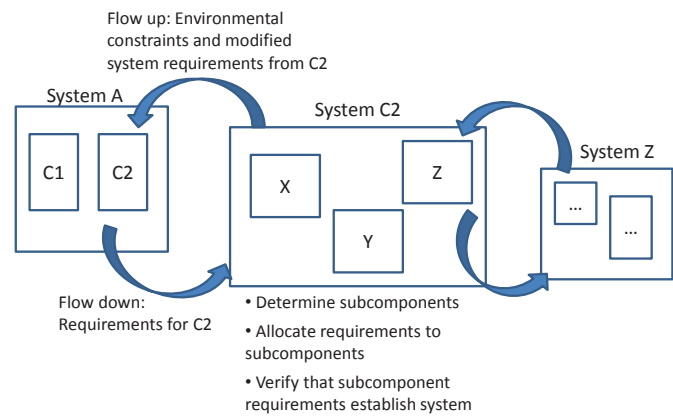 Flow up: Environmental
constraints and modified
system requirements from C2
System A
System C2
System Z
C1
C2
X
Z
Y
...
...
Flow down:
Requirements for C2
• Determine subcomponents
• Allocate requirements to
subcomponents
• Verify that subcomponent
requirements establish system